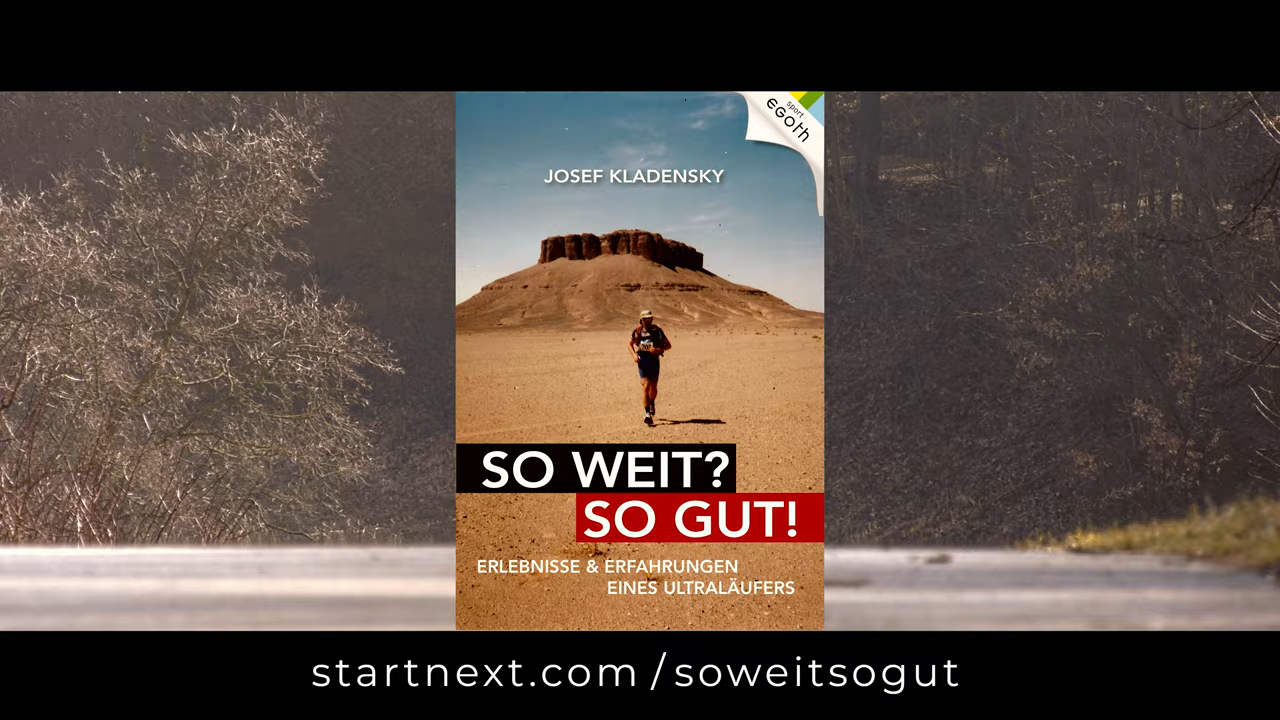 sport
EGOTH
JOSEF KLADENSKY
SO WEIT?
SO GUT!
ERLEBNISSE & ERFAHRUNGEN
EINES ULTRALÄUFERS
startnext.com/soweitsogut